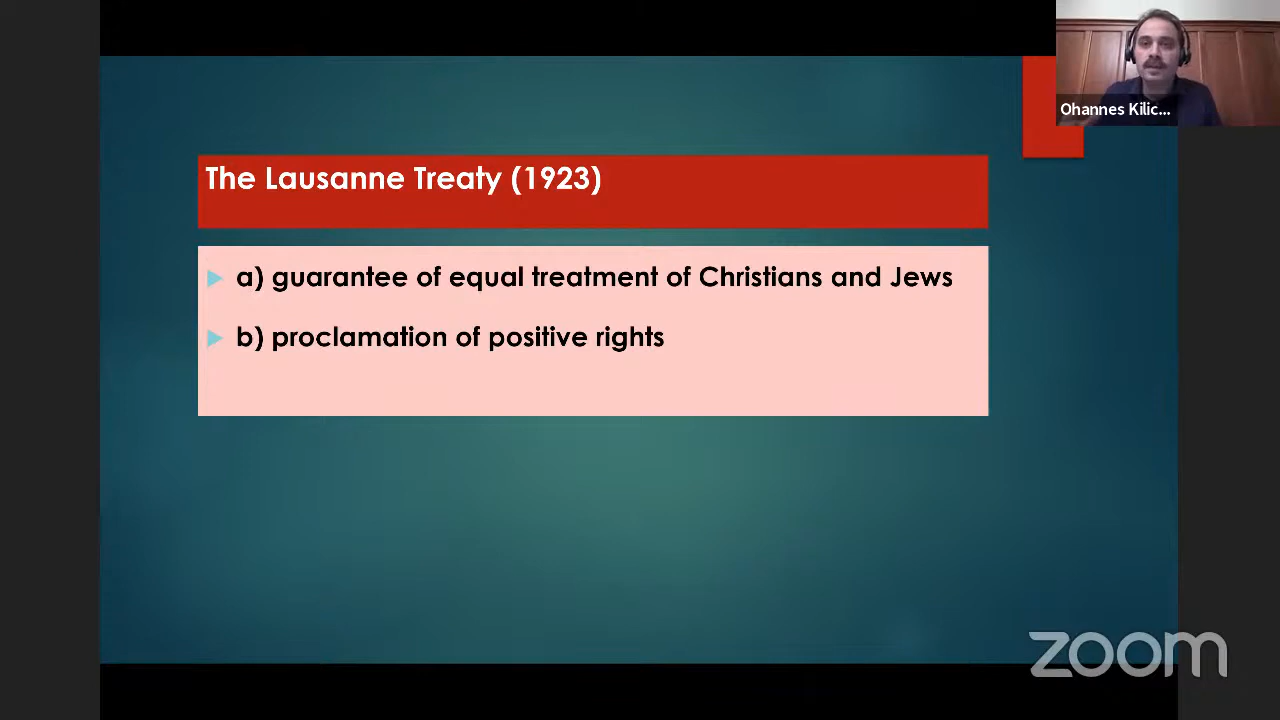 Ohannes Kilic...
The Lausanne Treaty (1923)
a) guarantee of equal treatment of Christians and Jews
b) proclamation of positive rights
zoom